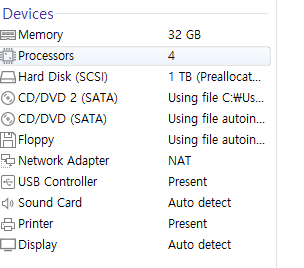 Devices
Memory 32 GB
Processors 4
Hard Disk (SCSI) 1 TB (Preallocat...
CD/DVD 2 (SATA) Using file C:₩Us...
CD/DVD (SATA) Using file autoin...
Floppy Using file autoin...
Network Adapter NAT
USB Controller Present
Sound Card Auto detect
Printer Present
Display Auto detect